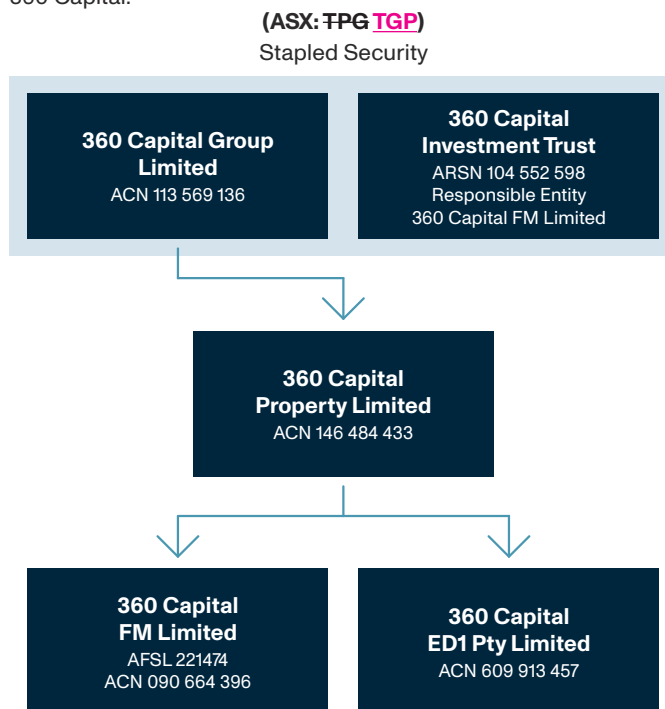 360 Capital.
(ASX: TPG TGP)
Stapled Security
360 Capital Group
Limited
ACN 113 569 136
360 Capital
Investment Trust
ARSN 104 552 598
Responsible Entity
360 Capital FM Limited
360 Capital
Property Limited
ACN 146 484 433
360 Capital
FM Limited
AFSL 221474
ACN 090 664 396
360 Capital
ED1 Pty Limited
ACN 609 913 457